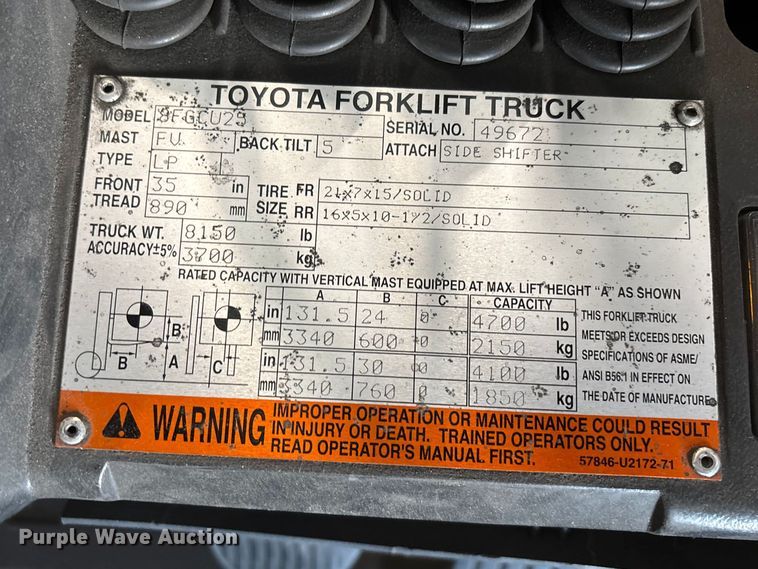 TOYOTA FORKLIFT TRUCK
MODEL 8FGCU25 SERIAL NO. 49672
MAST FV BACK TILT 5 ATTACH SIDE SHIFTER
TYPE LP
FRONT TREAD 35 in TIRE SIZE FR 21x7x15/SOLID
890 mm RR 16x5x10-1/2/SOLID
TRUCK WT. 8150 lb
ACCURACY±5% 3700 kg
RATED CAPACITY WITH VERTICAL MAST EQUIPPED AT MAX. LIFT HEIGHT "A" AS SHOWN
A B C CAPACITY
in 131.5 24 0 4700 lb THIS FORKLIFT TRUCK
mm 3340 600 0 2150 kg MEETS OR EXCEEDS DESIGN
SPECIFICATIONS OF ASME/
in 131.5 30 0 4100 lb ANSI B56.1 IN EFFECT ON
mm 3340 760 0 1850 kg THE DATE OF MANUFACTURE
B
B A C
WARNING
IMPROPER OPERATION OR MAINTENANCE COULD RESULT
IN INJURY OR DEATH. TRAINED OPERATORS ONLY.
READ OPERATOR'S MANUAL FIRST.
57846-U2172-71
Purple Wave Auction®